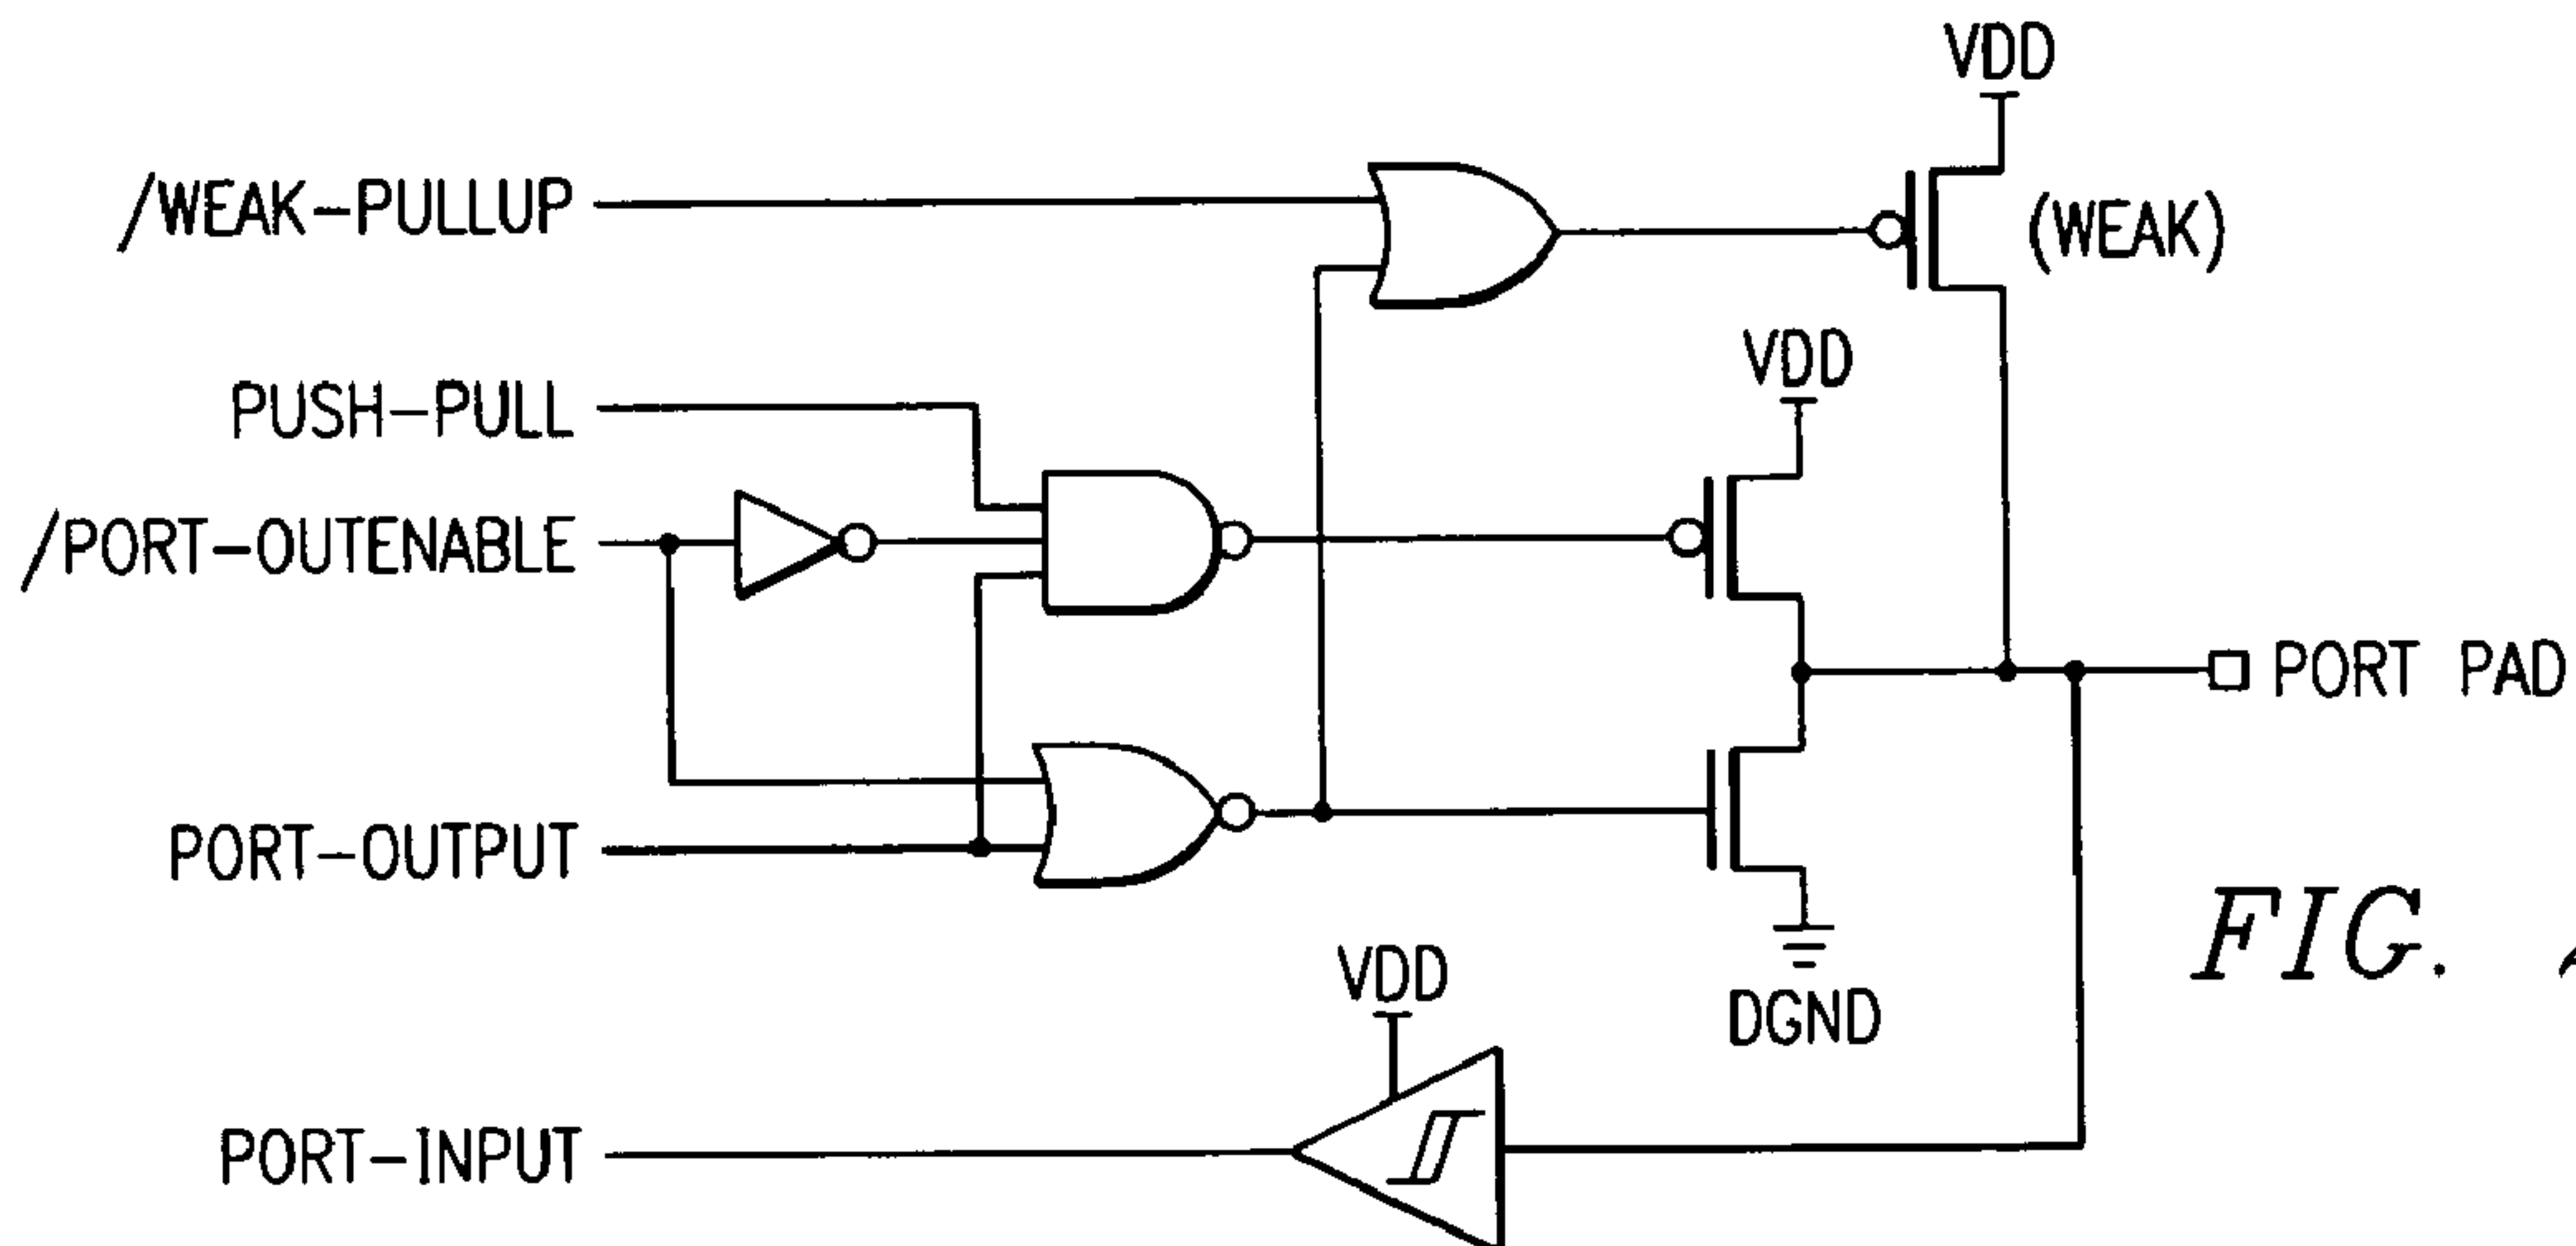 VDD
/WEAK-PULLUP
(WEAK)
VDD
PUSH-PULL
/PORT-OUTENABLE
PORT PAD
PORT-OUTPUT
FIG.
VDD
DGND
PORT-INPUT